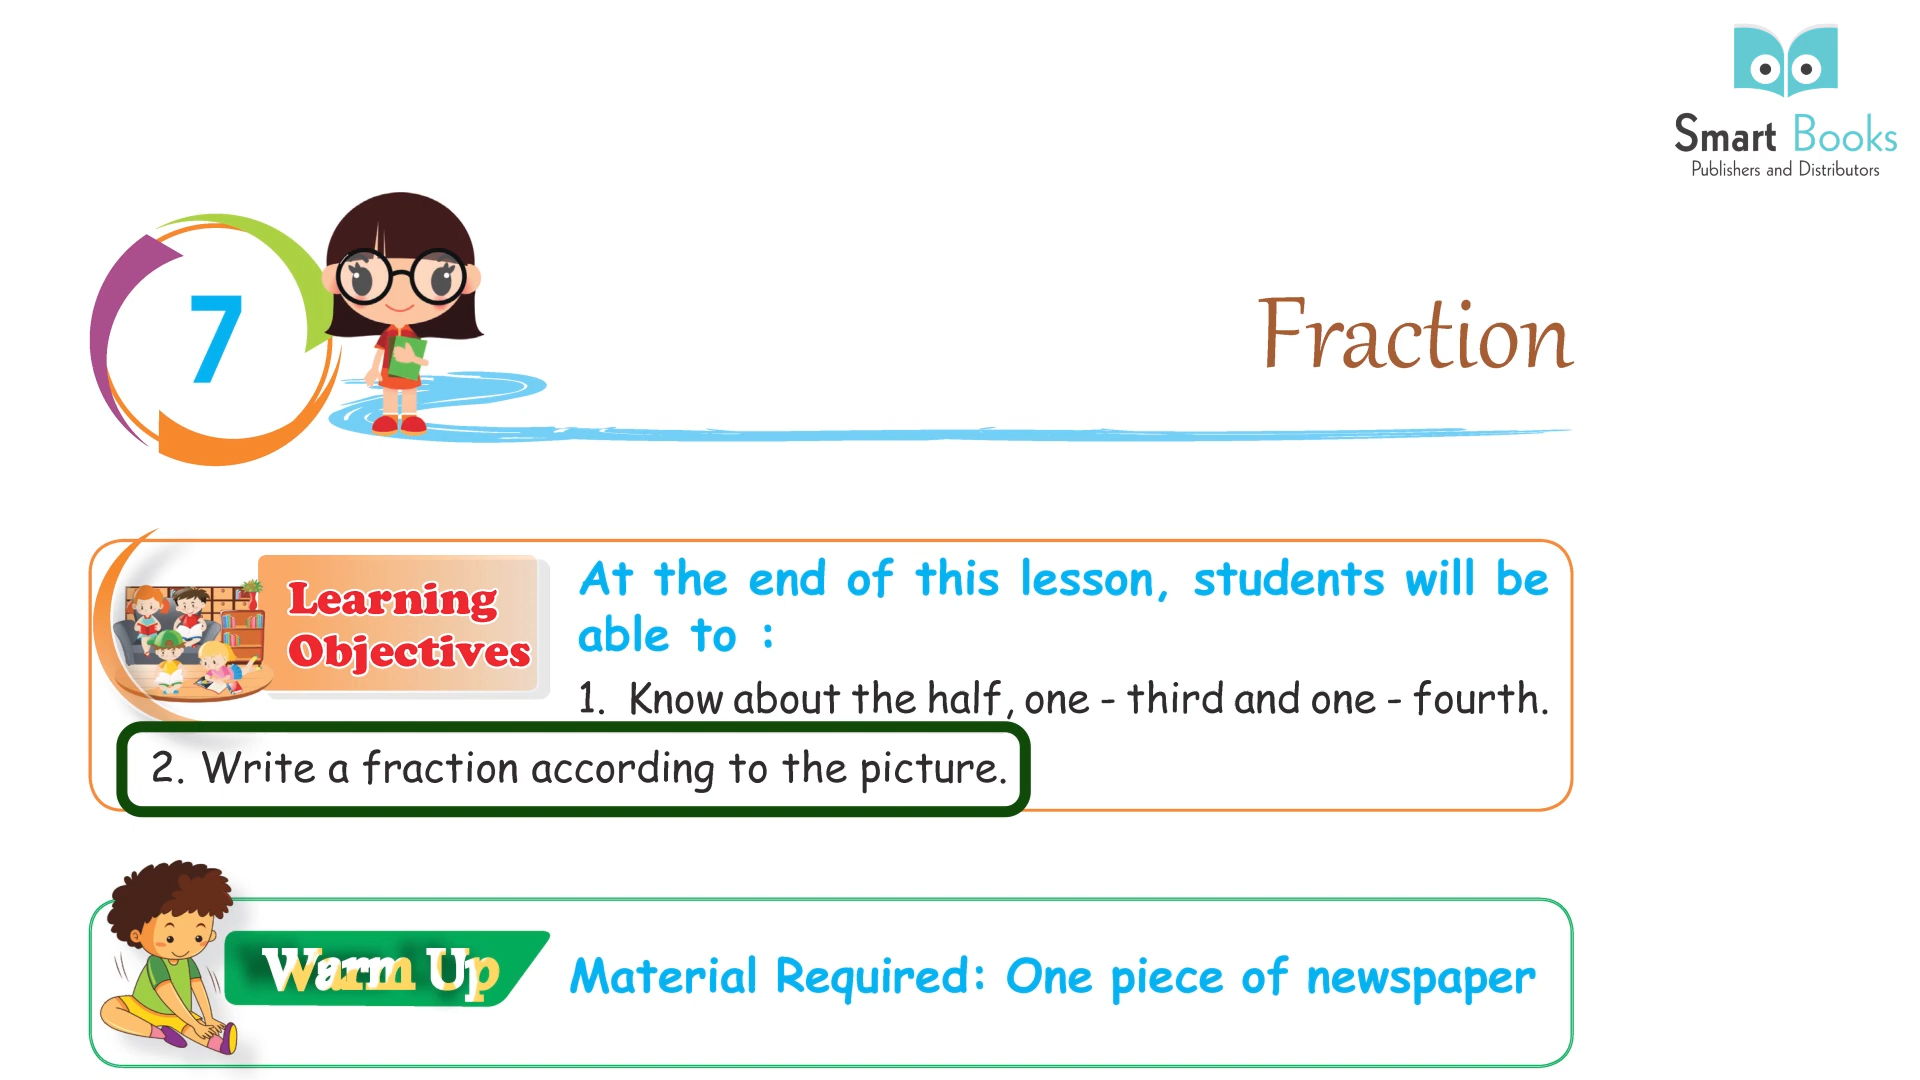 Smart Books
Publishers and Distributors
7
Fraction
Learning
Objectives
At the end of this lesson, students will be
able to :
1. Know about the half, one - third and one - fourth.
2. Write a fraction according to the picture.
Warm Up
Material Required: One piece of newspaper